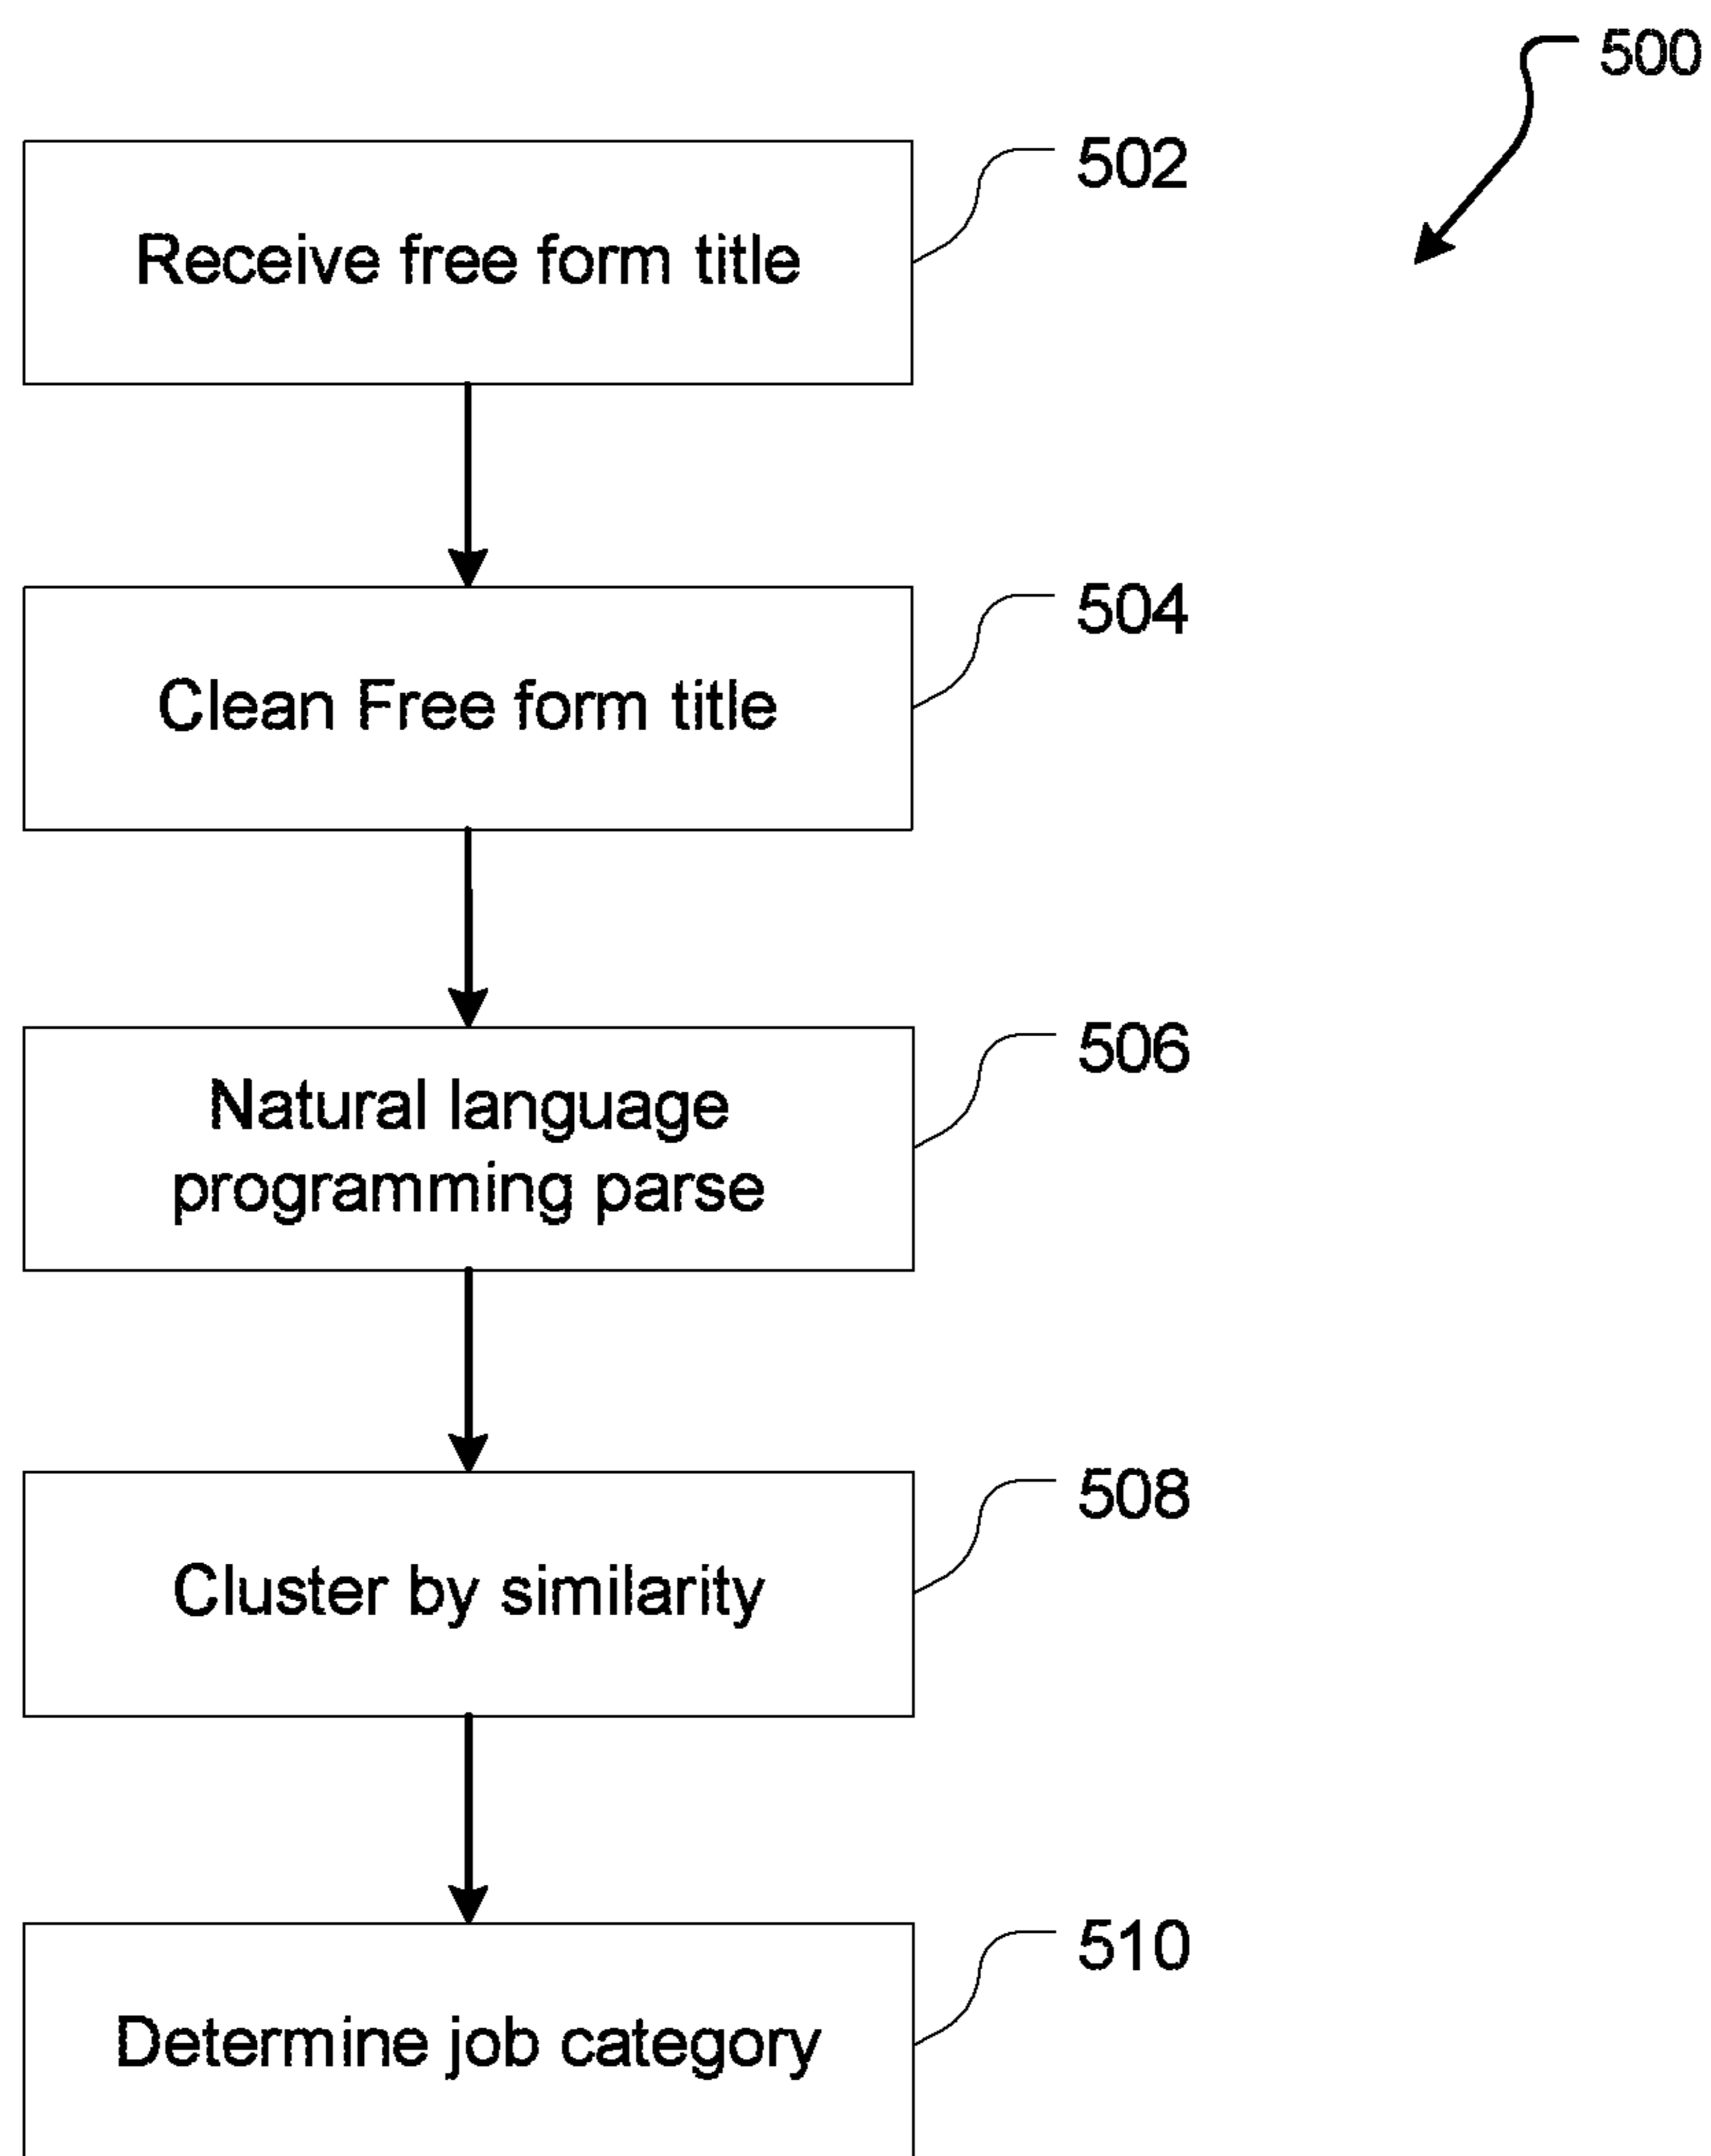 500
502
Receive free form title
504
Clean Free form title
506
Natural language
programming parse
508
Cluster by similarity
510
Determine job category